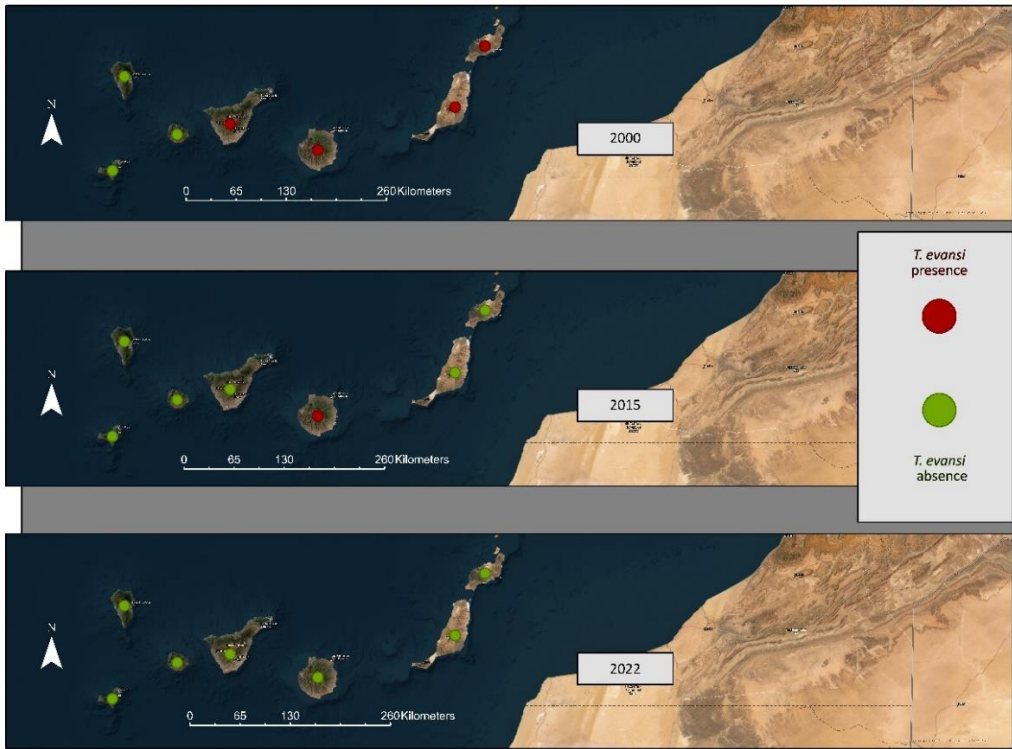 N
0 65 130 260 Kilometers
2000
T. evansi
presence
N
0 65 130 260 Kilometers
2015
T. evansi
absence
N
0 65 130 260 Kilometers
2022